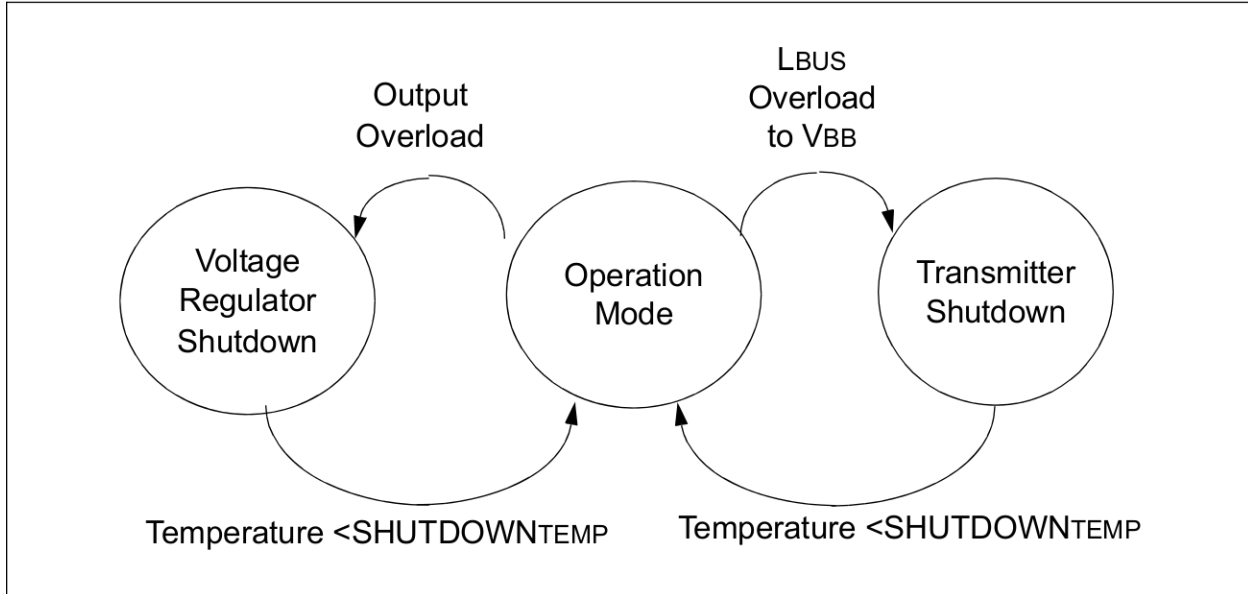 Output
Overload
LBUS
Overload
to VBB
Voltage
Regulator
Shutdown
Operation
Mode
Transmitter
Shutdown
Temperature <SHUTDOWNTEMP
Temperature <SHUTDOWNTEMP